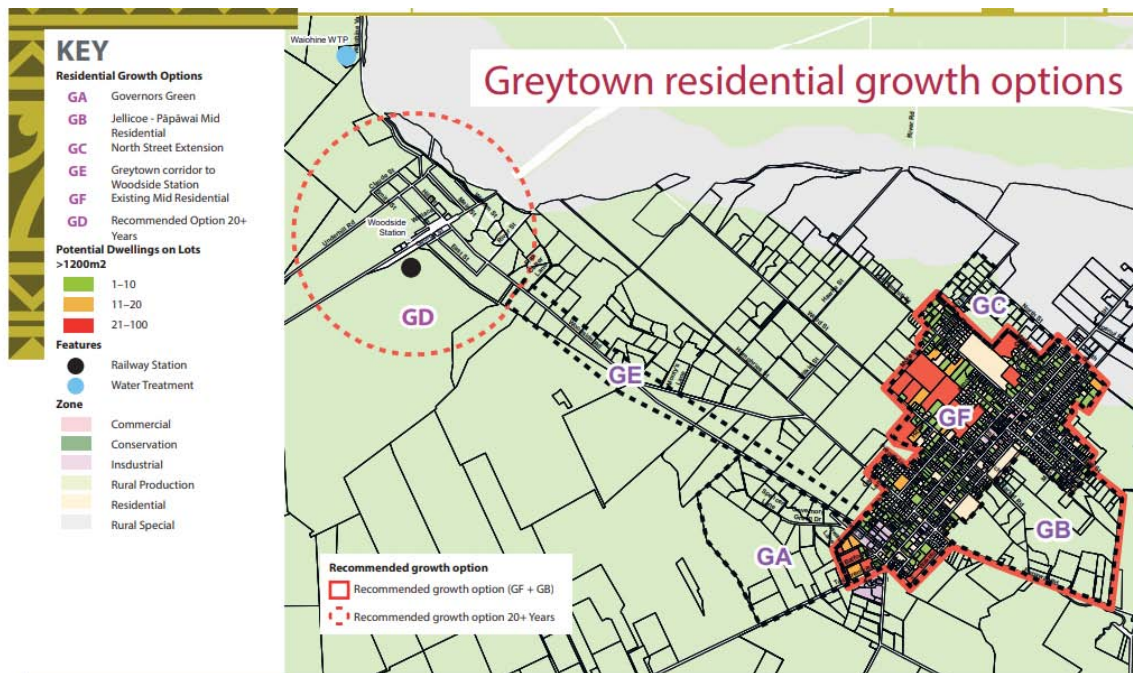 KEY
Residential Growth Options
GA Governors Green
GB Jellicoe - Pāpāwai Mid
Residential
GC North Street Extension
GE Greytown corridor to
Woodside Station
GF Existing Mid Residential
GD Recommended Option 20+
Years
Potential Dwellings on Lots
>1200m2
1–10
11–20
21–100
Features
Railway Station
Water Treatment
Zone
Commercial
Conservation
Insdustrial
Rural Production
Residential
Rural Special
Greytown residential growth options
Waiohine WTP
River Rd
Underhill Rd
Woodside
Station
GD
GE
GC
GF
GA
GB
Recommended growth option
Recommended growth option (GF + GB)
Recommended growth option 20+ Years